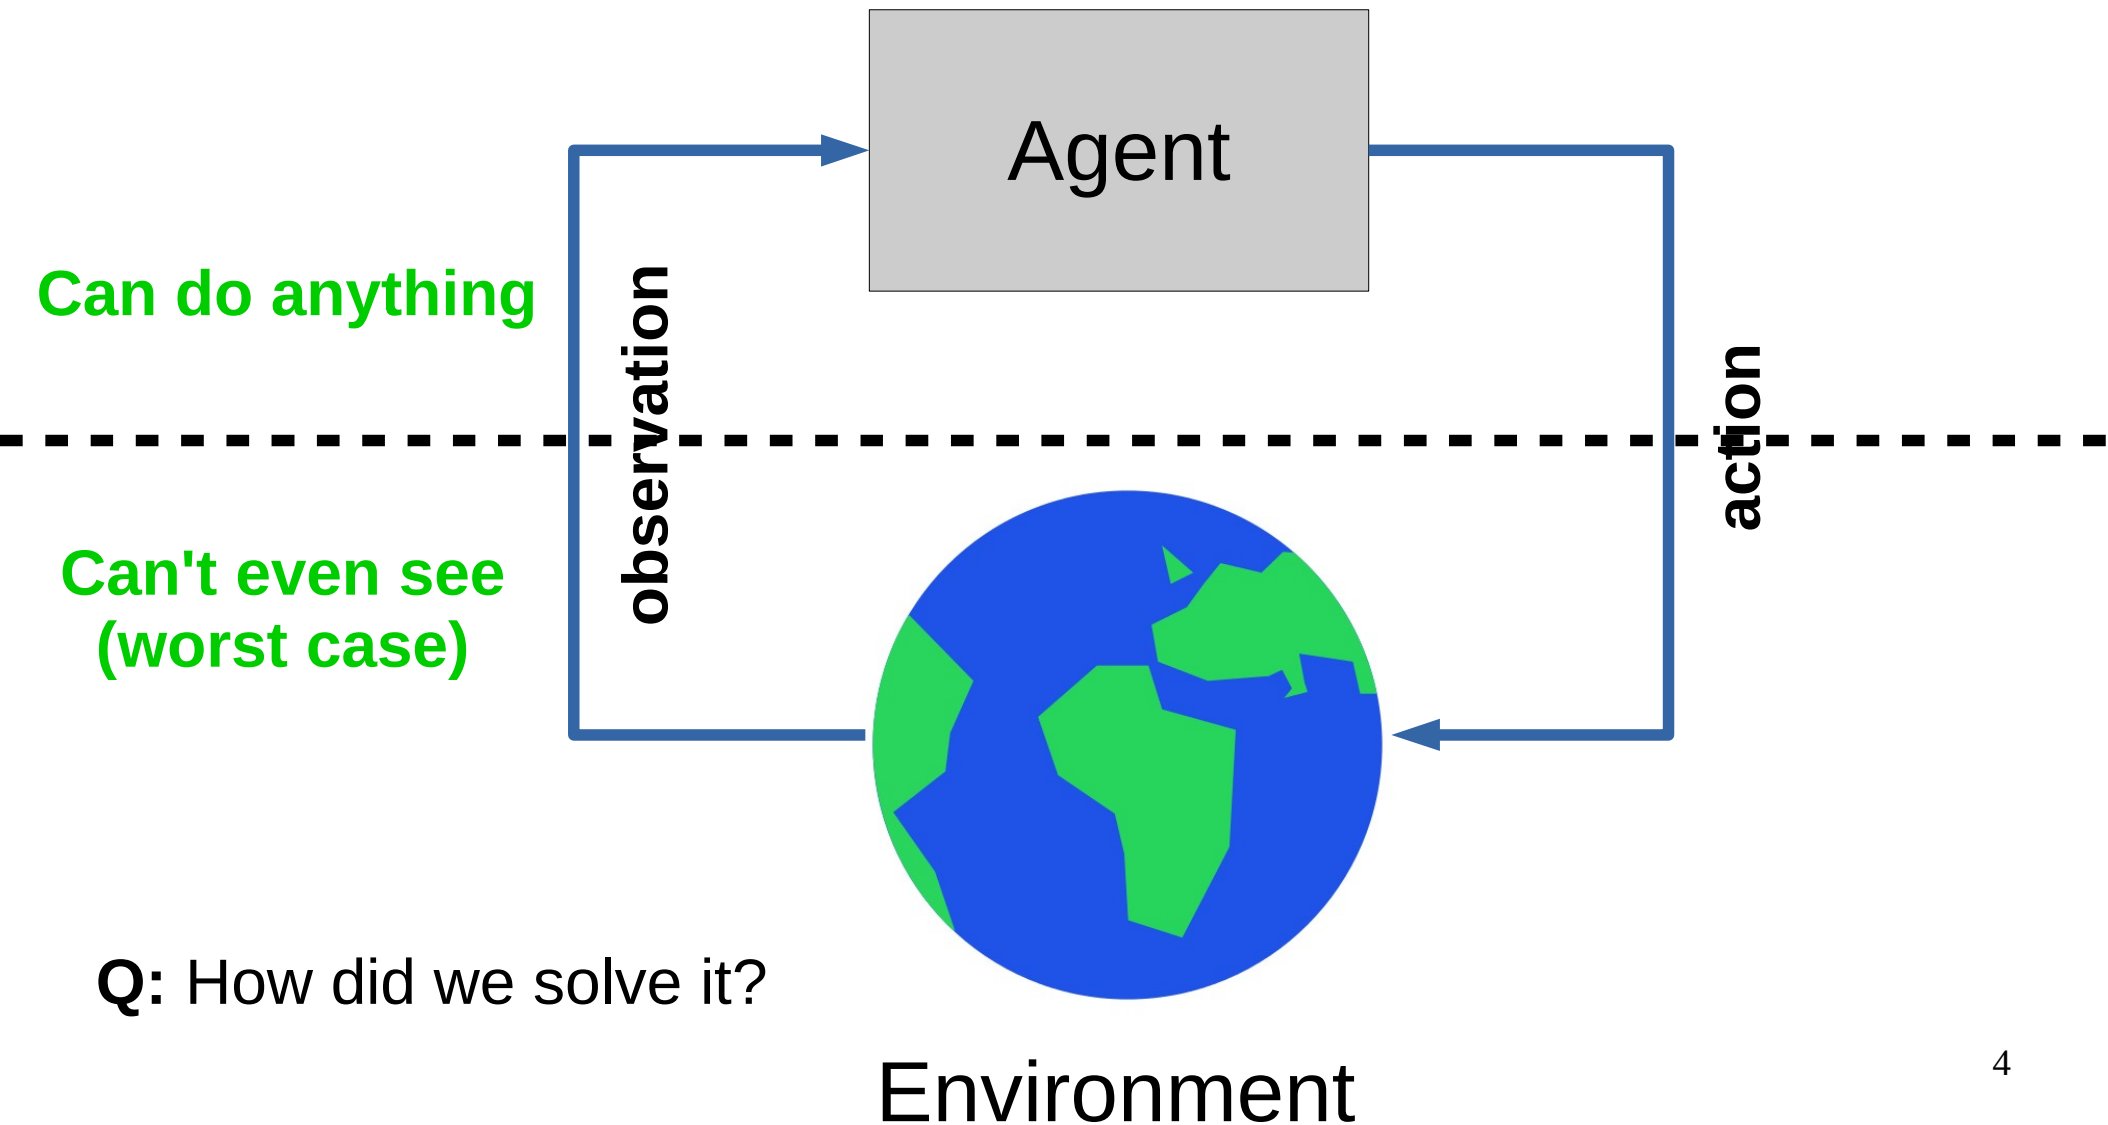 Agent
Can do anything
observation
action
Can't even see
(worst case)
Q: How did we solve it?
Environment
4